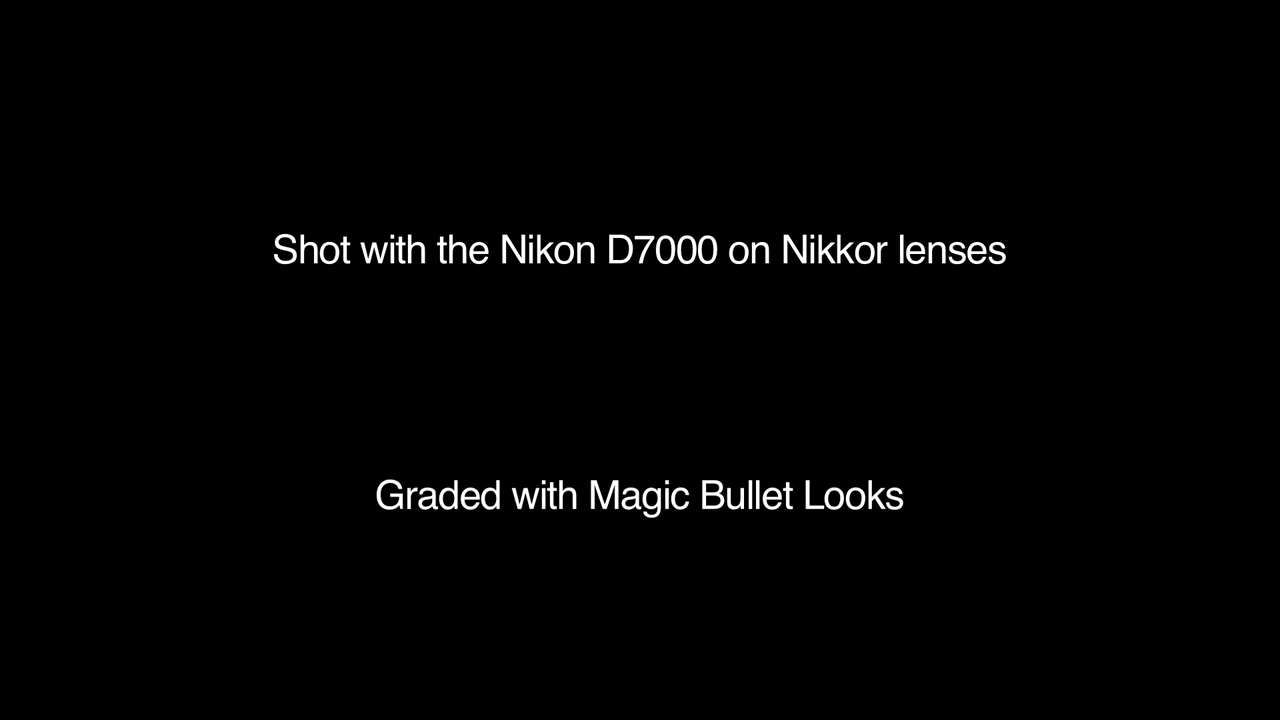 Shot with the Nikon D7000 on Nikkor lenses
Graded with Magic Bullet Looks